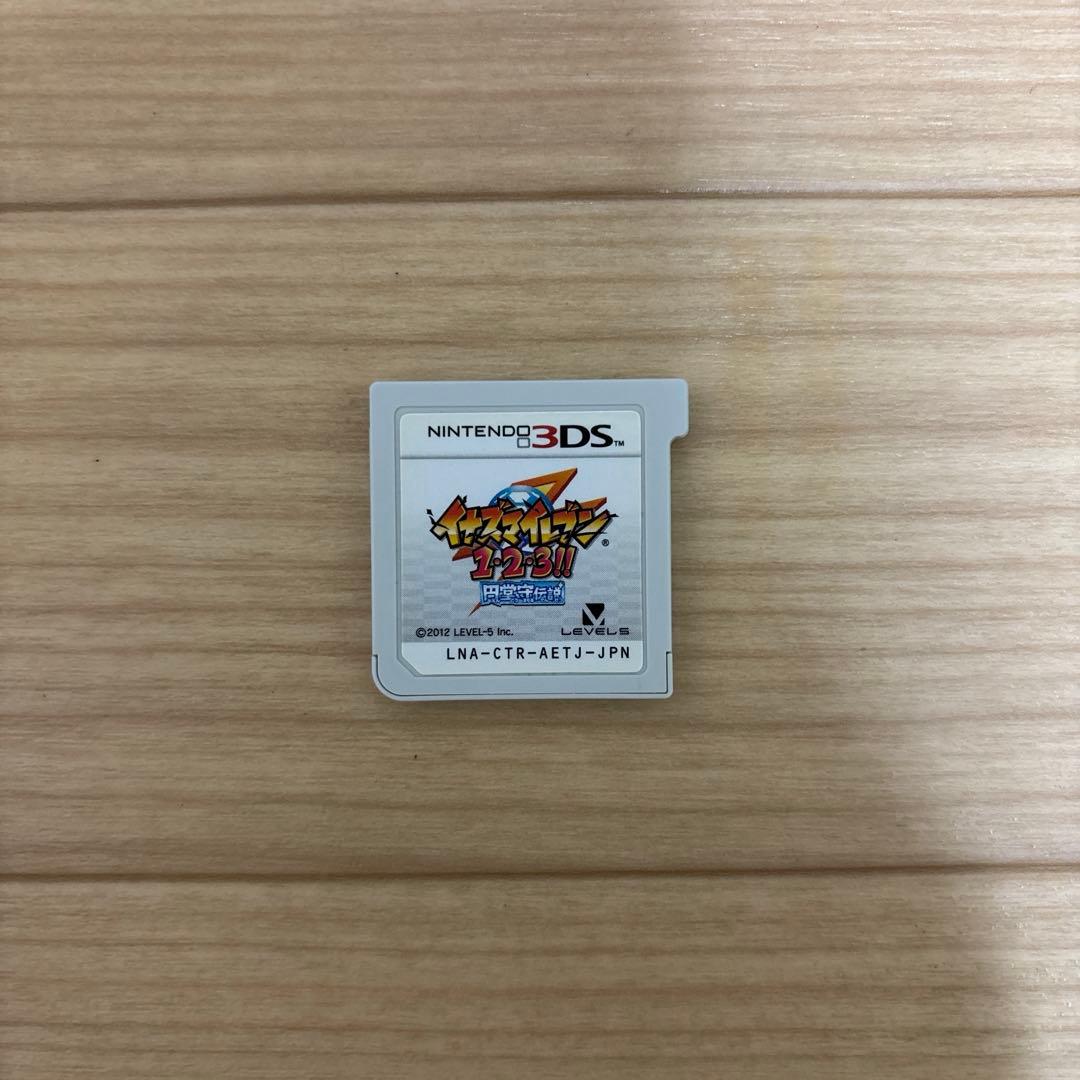 NINTENDO 3DS™
イナズマイレブン®
1・2・3!!
円堂守伝説
©2012 LEVEL-5 Inc.
LEVEL5
LNA-CTR-AETJ-JPN